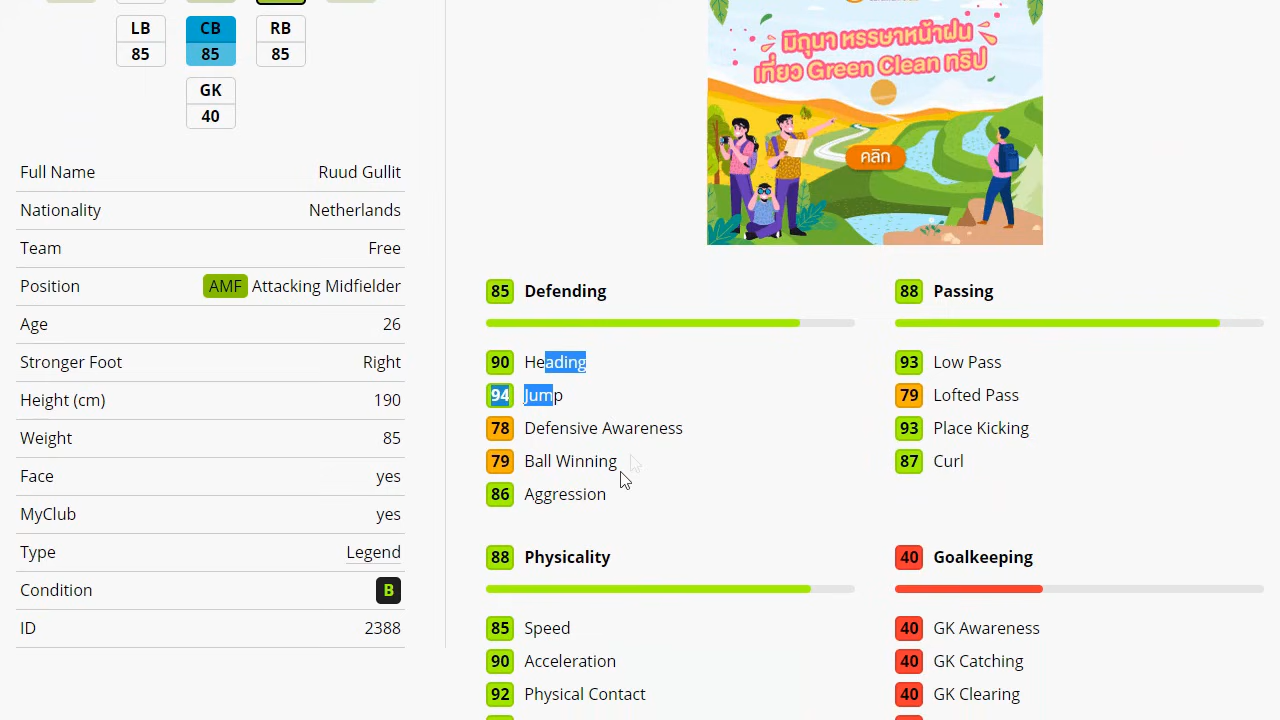 LB
85
CB
85
RB
85
GK
40
Full Name Ruud Gullit
Nationality Netherlands
Team Free
Position AMF Attacking Midfielder
Age 26
Stronger Foot Right
Height (cm) 190
Weight 85
Face yes
MyClub yes
Type Legend
Condition B
ID 2388
มิถุนา หรรษาหน้าฝน
เที่ยว Green Clean ทริป
คลิก
85 Defending
90 Heading
94 Jump
78 Defensive Awareness
79 Ball Winning
86 Aggression
88 Passing
93 Low Pass
79 Lofted Pass
93 Place Kicking
87 Curl
88 Physicality
85 Speed
90 Acceleration
92 Physical Contact
40 Goalkeeping
40 GK Awareness
40 GK Catching
40 GK Clearing